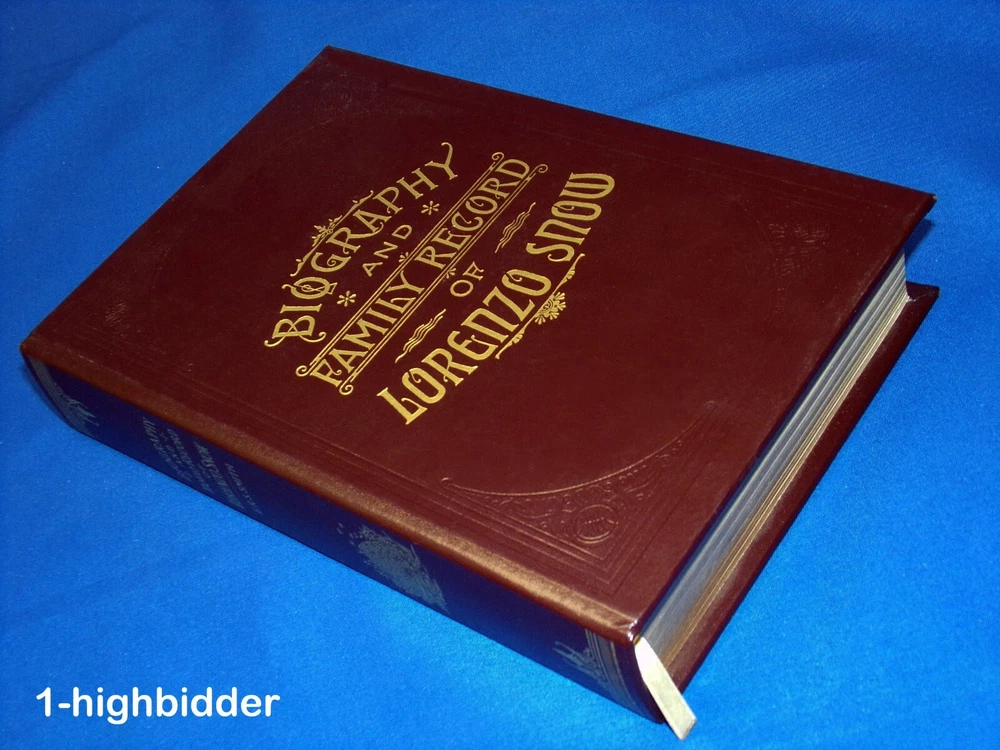 BIOGRAPHY
AND
FAMILY RECORD
OF
LORENZO SNOW
1-highbidder